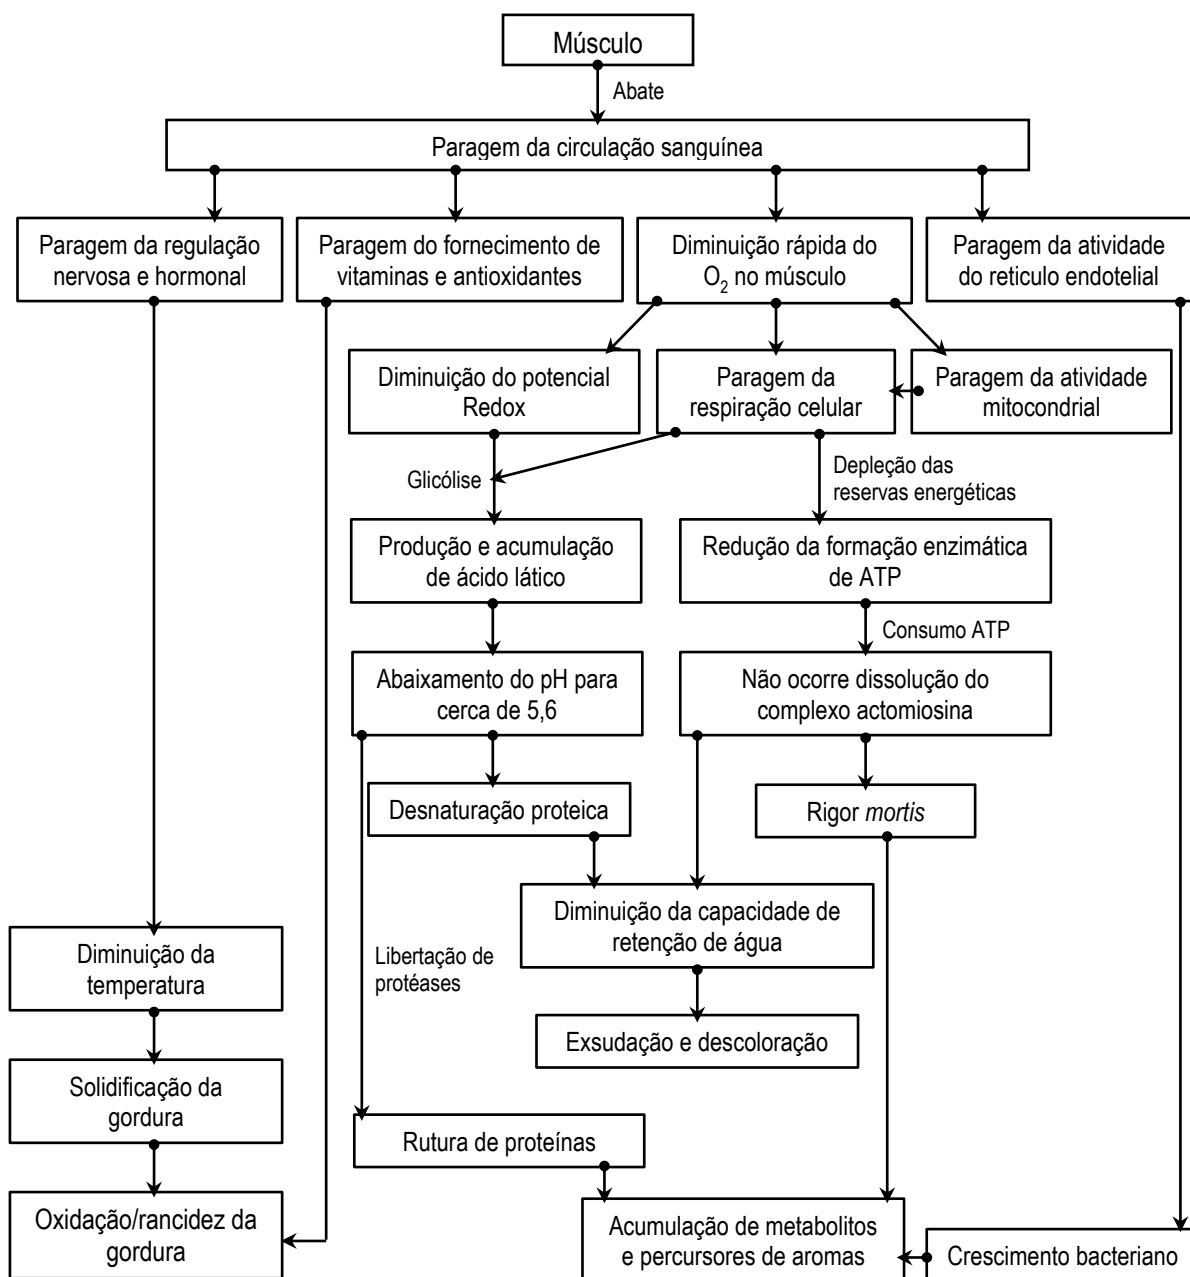 Músculo
Abate
Paragem da circulação sanguínea
Paragem da regulação
nervosa e hormonal
Paragem do fornecimento de
vitaminas e antioxidantes
Diminuição rápida do
O₂ no músculo
Paragem da atividade
do reticulo endotelial
Diminuição do potencial
Redox
Paragem da
respiração celular
Paragem da atividade
mitocondrial
Glicólise
Depleção das
reservas energéticas
Produção e acumulação
de ácido lático
Redução da formação enzimática
de ATP
Consumo ATP
Abaixamento do pH para
cerca de 5,6
Não ocorre dissolução do
complexo actomiosina
Desnaturação proteica
Rigor mortis
Diminuição da capacidade de
retenção de água
Diminuição da
temperatura
Libertação de
protéases
Exsudação e descoloração
Solidificação da
gordura
Rutura de proteínas
Oxidação/rancidez da
gordura
Acumulação de metabolitos
e percursores de aromas
Crescimento bacteriano